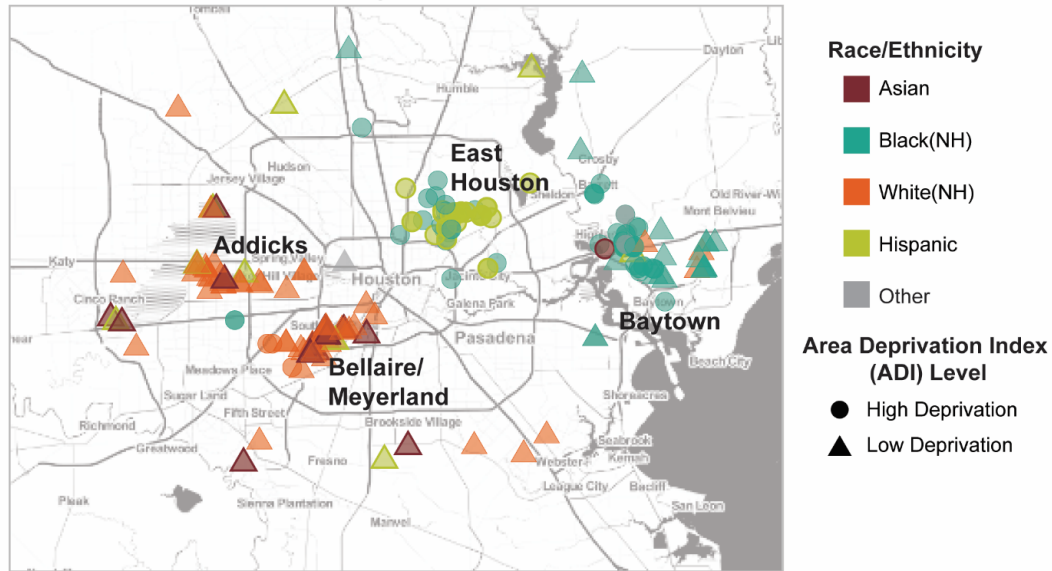 Tomball
Dayton
Humble
Crosby
Hudson
East
Houston
Jersey Village
Sheldon
Old River-Wi
Mont Belvieu
Addicks
Katy
Spring Valley
Houston
Cinco Ranch
Galena Park
Baytown
Baytown
Pasadena
Beach City
Meadows Place
Bellaire/
Meyerland
Sugar Land
Shoreacres
Fifth Street
Brookside Village
Richmond
Greatwood
Fresno
Seabrook
Kemah
Webster
League City
Bacliff
Pleak
Sienna Plantation
San Leon
Manvel
Race/Ethnicity
Asian
Black(NH)
White(NH)
Hispanic
Other
Area Deprivation Index
(ADI) Level
High Deprivation
Low Deprivation